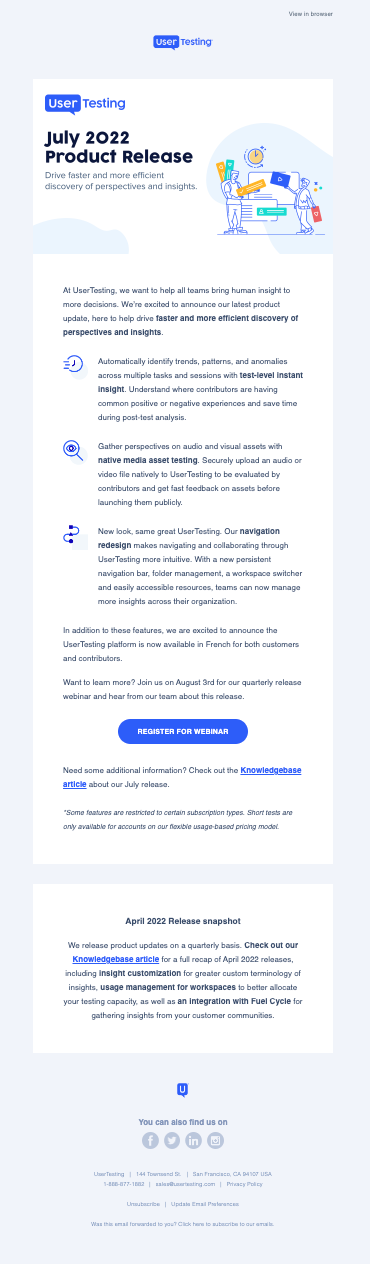 View in browser
UserTesting
UserTesting
July 2022
Product Release
Drive faster and more efficient
discovery of perspectives and insights.
At UserTesting, we want to help all teams bring human insight to
more decisions. We're excited to announce our latest product
update, here to help drive faster and more efficient discovery of
perspectives and insights.
Automatically identify trends, patterns, and anomalies
across multiple tasks and sessions with test-level instant
insight. Understand where contributors are having
common positive or negative experiences and save time
during post-test analysis.
Gather perspectives on audio and visual assets with
native media asset testing. Securely upload an audio or
video file natively to UserTesting to be evaluated by
contributors and get fast feedback on assets before
launching them publicly.
New look, same great UserTesting. Our navigation
redesign makes navigating and collaborating through
UserTesting more intuitive. With a new persistent
navigation bar, folder management, a workspace switcher
and easily accessible resources, teams can now manage
more insights across their organization.
In addition to these features, we are excited to announce the
UserTesting platform is now available in French for both customers
and contributors.
Want to learn more? Join us on August 3rd for our quarterly release
webinar and hear from our team about this release.
REGISTER FOR WEBINAR
Need some additional information? Check out the Knowledgebase
article about our July release.
*Some features are restricted to certain subscription types. Short tests are
only available for accounts on our flexible usage-based pricing model.
April 2022 Release snapshot
We release product updates on a quarterly basis. Check out our
Knowledgebase article for a full recap of April 2022 releases,
including insight customization for greater custom terminology of
insights, usage management for workspaces to better allocate
your testing capacity, as well as an integration with Fuel Cycle for
gathering insights from your customer communities.
U
You can also find us on
UserTesting | 144 Townsend St. | San Francisco, CA 94107 USA
1-888-877-1882 | sales@usertesting.com | Privacy Policy
Unsubscribe | Update Email Preferences
Was this email forwarded to you? Click here to subscribe to our emails.